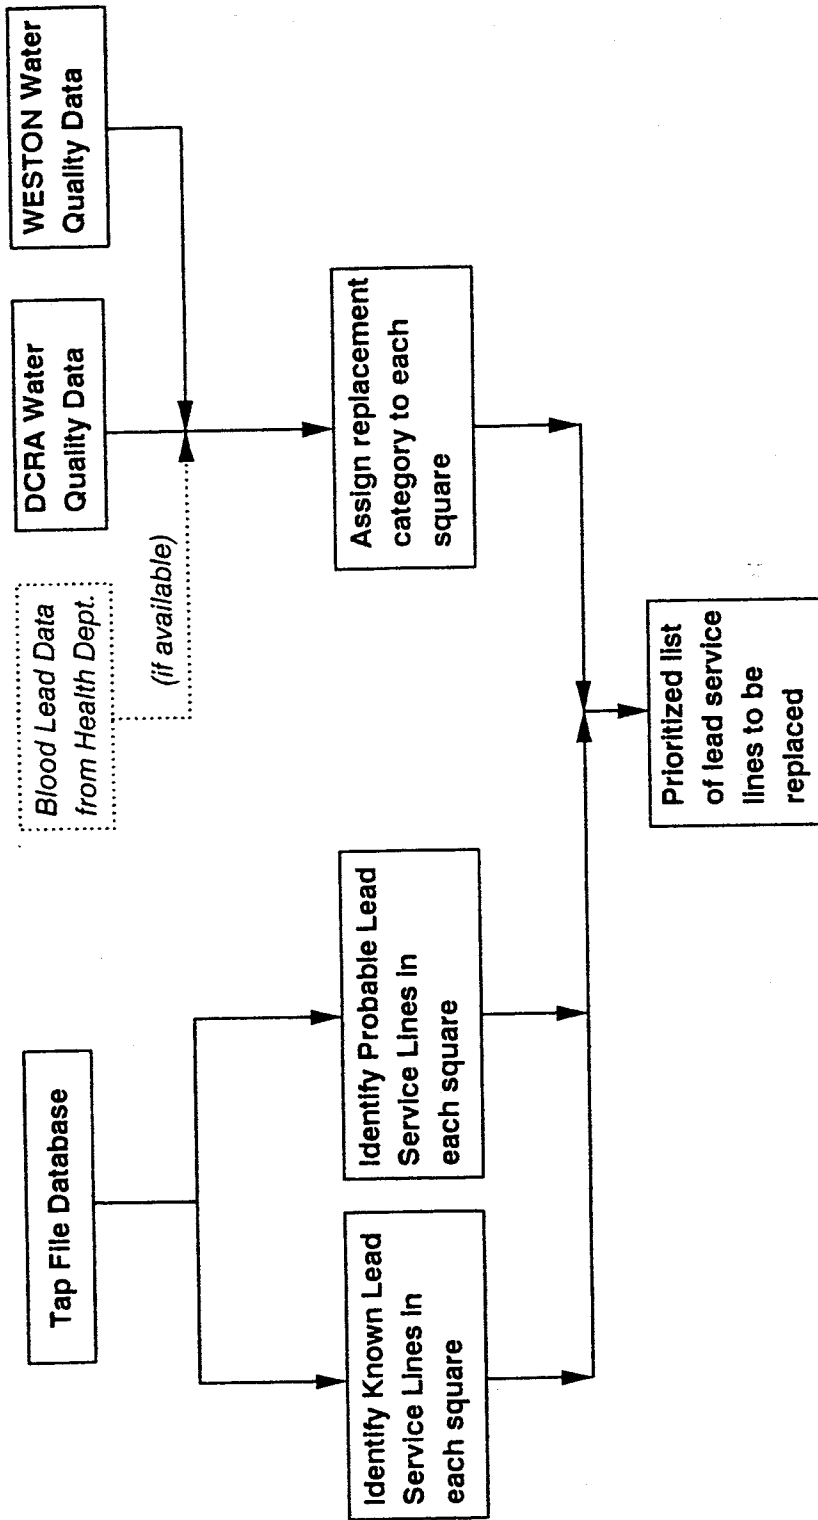 Tap File Database
Blood Lead Data
from Health Dept.
DCRA Water
Quality Data
WESTON Water
Quality Data
(if available)
Identify Known Lead
Service Lines in
each square
Identify Probable Lead
Service Lines in
each square
Assign replacement
category to each
square
Prioritized list
of lead service
lines to be
replaced